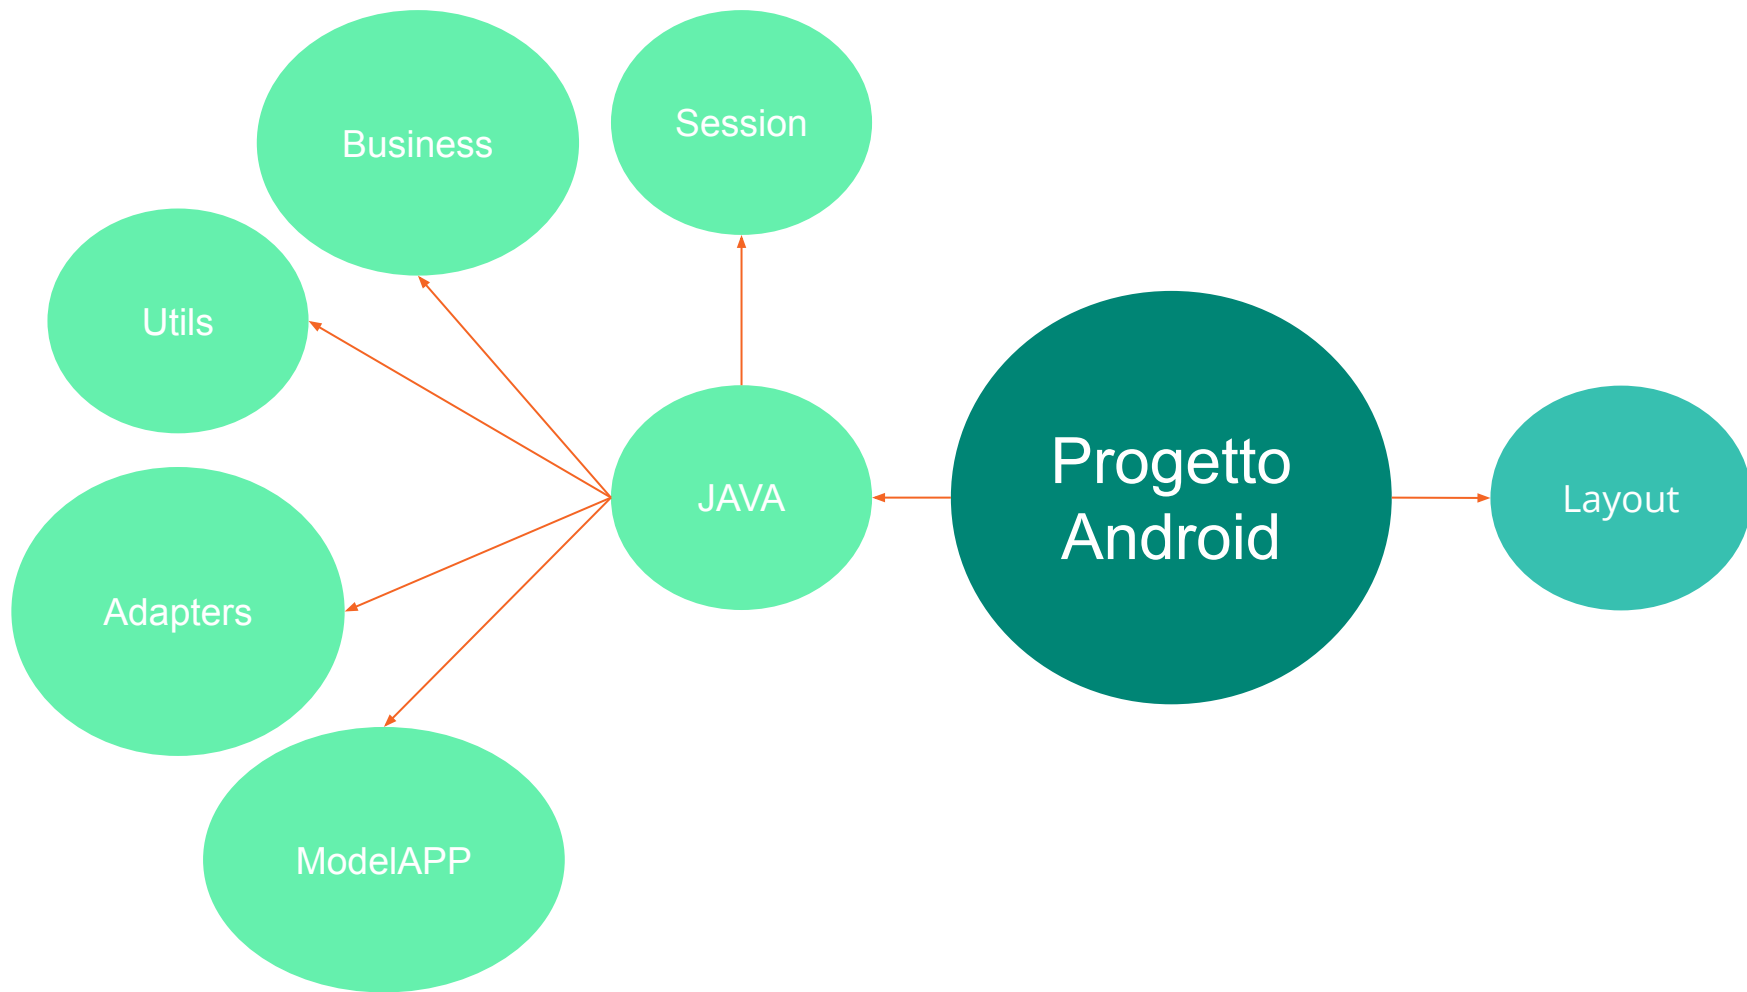 Session
Business
Utils
Progetto
Android
JAVA
Layout
Adapters
ModelAPP